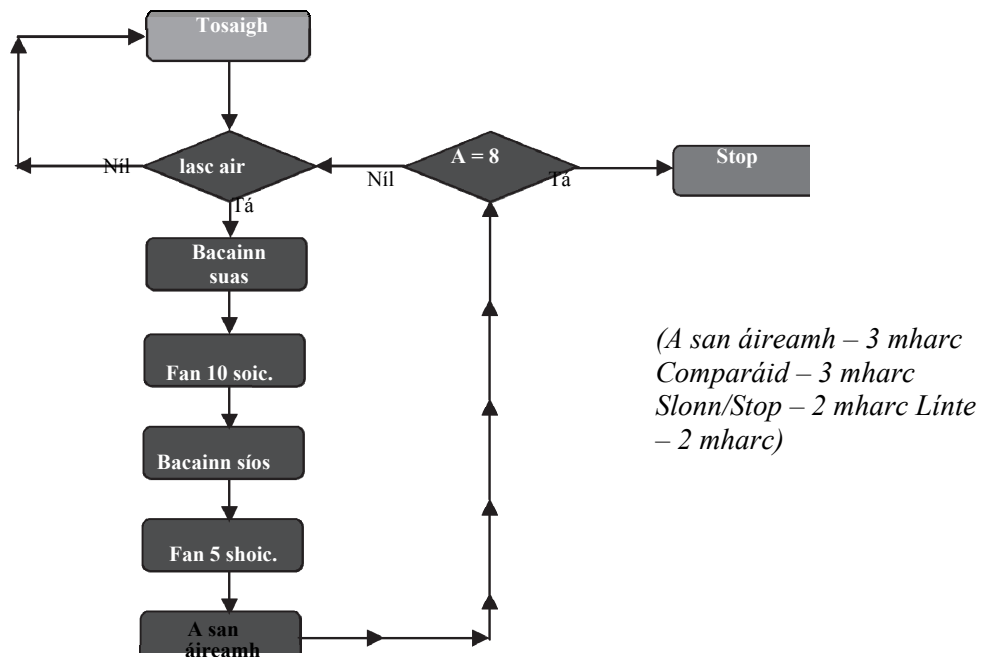 Tosaigh
lasc air
Níl
Tá
A = 8
Níl
Tá
Stop
Bacainn
suas
Fan 10 soic.
Bacainn síos
Fan 5 shoic.
A san
áireamh
(A san áireamh – 3 mharc
Comparáid – 3 mharc
Slonn/Stop – 2 mharc Línte
– 2 mharc)